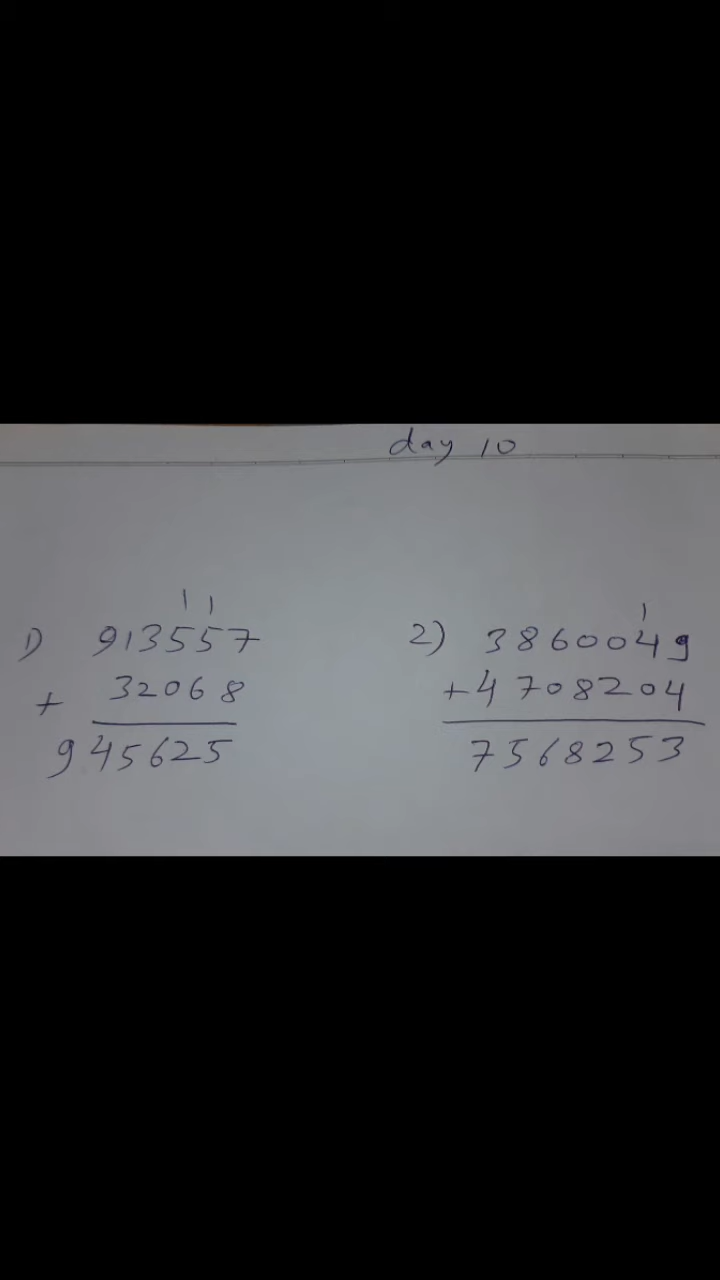 day 10
1 1 1
1) 913557 2) 3860049
+ 32068 +4708204
945625 7568253